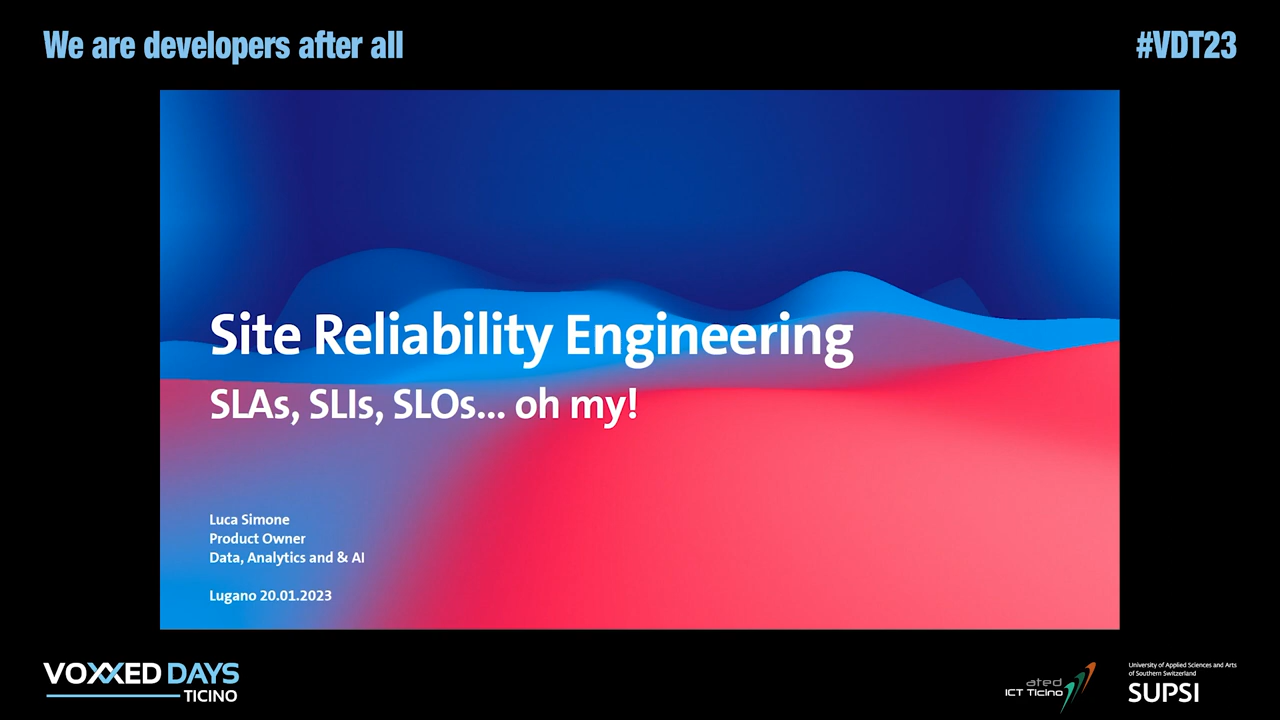 We are developers after all
#VDT23
Site Reliability Engineering
SLAs, SLIs, SLOs... oh my!
Luca Simone
Product Owner
Data, Analytics and & AI
Lugano 20.01.2023
VOXXED DAYS
TICINO
ated
ICT Ticino
University of Applied Sciences and Arts
of Southern Switzerland
SUPSI